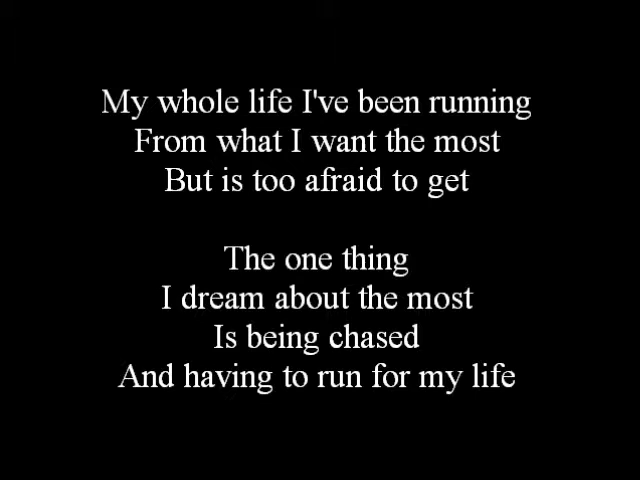 My whole life I've been running
From what I want the most
But is too afraid to get
The one thing
I dream about the most
Is being chased
And having to run for my life